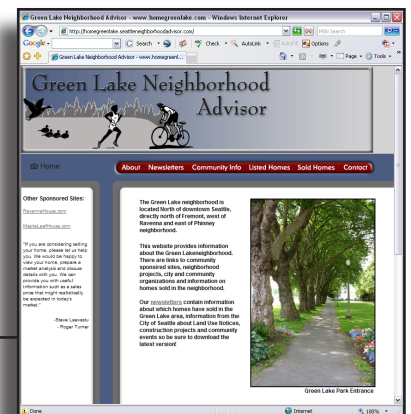 Green Lake Neighborhood Advisor - www.homegreenlake.com - Windows Internet Explorer
http://homegreenlake.seattleneighborhoodadvisor.com/
MSN Search
Google
Search
Check
AutoLink
AutoFill
Options
Green Lake Neighborhood Advisor - www.homegreenl...
Page
Tools
Green Lake Neighborhood
Advisor
Home
About Newsletters Community Info Listed Homes Sold Homes Contact
Other Sponsored Sites:
RavennaHouse.com
MapleLeafHouse.com
"If you are considering selling
your home, please let us help
you. We would be happy to
view your home, prepare a
market analysis and discuss
details with you. We can
provide you with useful
information such as a sales
price that might realistically
be expected in today's
market."
-Steve Laevastu
- Roger Turner
The Green Lake neighborhood is
located North of downtown Seattle,
directly north of Fremont, west of
Ravenna and east of Phinney
neighborhood.
This website provides information
about the Green Lakeneighborhood.
There are links to community
sponsired sites, neighborhood
projects, city and community
organizations and information on
homes sold in the neighborhood.
Our newsletters contain information
about which homes have sold in the
Green Lake area, information from the
City of Seattle about Land Use Notices,
construction projects and community
events so be sure to download the
latest version!
Green Lake Park Entrance
Done
Internet
100%